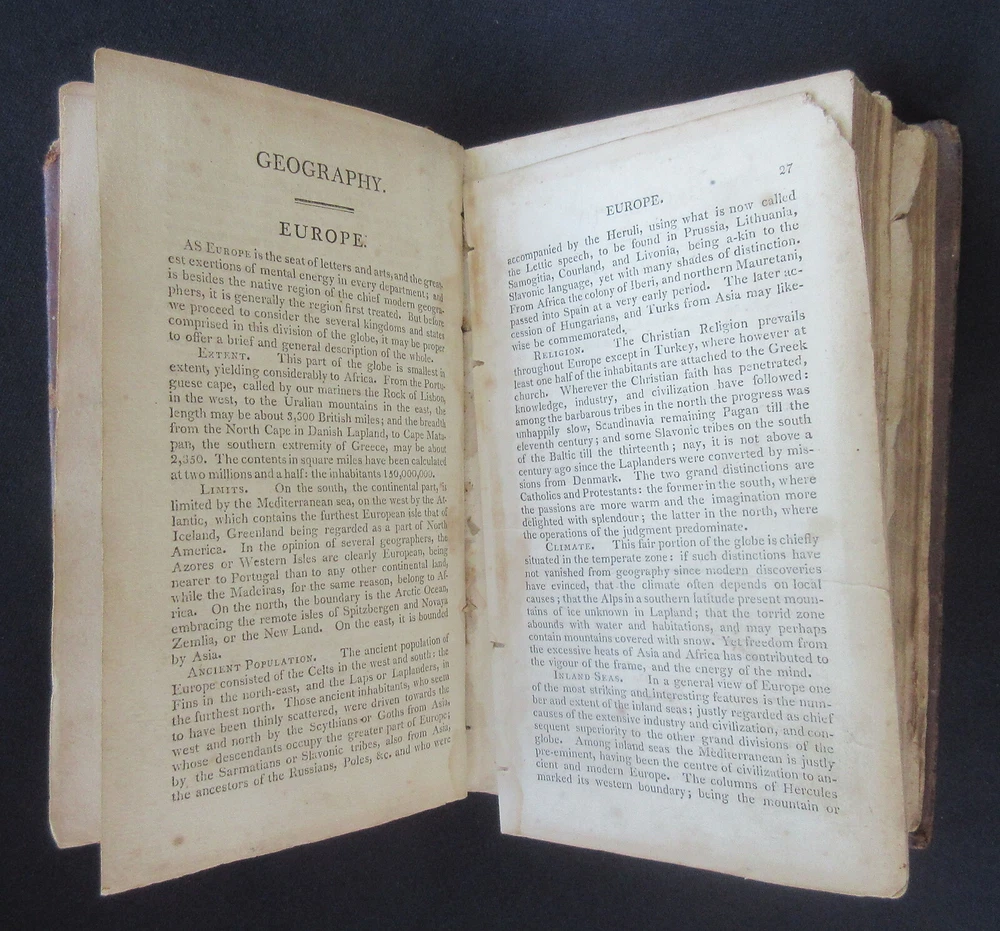 GEOGRAPHY.
EUROPE.
AS EUROPE is the seat of letters and arts, and the great-
est exertions of mental energy in every department; and
is besides the native region of the chief modern geogra-
phers, it is generally the region first treated. But before
we proceed to consider the several kingdoms and states
comprised in this division of the globe, it may be proper
to offer a brief and general description of the whole.
EXTENT. This part of the globe is smallest in
extent, yielding considerably to Africa. From the Portu-
guese cape, called by our mariners the Rock of Lisbon,
in the west, to the Uralian mountains in the east, the
length may be about 3,500 British miles; and the breadth
from the North Cape in Danish Lapland, to Cape Mata-
pan, the southern extremity of Greece, may be about
2,350. The contents in square miles have been calculated
at two millions and a half: the inhabitants 150,000,000.
LIMITS. On the south, the continental part, is
limited by the Mediterranean sea, on the west by the At-
lantic, which contains the furthest European isle that of
Iceland, Greenland being regarded as a part of North
America. In the opinion of several geographers, the
Azores or Western Isles are clearly European, being
nearer to Portugal than to any other continental land,
while the Madeiras, for the same reason, belong to Af-
rica. On the north, the boundary is the Arctic Ocean,
embracing the remote isles of Spitzbergen and Novaya
Zemlia, or the New Land. On the east, it is bounded
by Asia.
ANCIENT POPULATION. The ancient population of
Europe consisted of the Celts in the west and south: the
Fins in the north-east, and the Laps or Laplanders, in
the furthest north. Those ancient inhabitants, who seem
to have been thinly scattered, were driven towards the
west and north by the Scythians or Goths from Asia,
whose descendants occupy the greater part of Europe;
by the Sarmatians or Slavonic tribes, also from Asia,
the ancestors of the Russians, Poles, &c. and who were
27
EUROPE.
accompanied by the Heruli, using what is now called
the Lettic speech, to be found in Prussia, Lithuania,
Samogitia, Courland, and Livonia, being a-kin to the
Slavonic language, yet with many shades of distinction.
From Africa the colony of Iberi, and northern Mauretani,
passed into Spain at a very early period. The later ac-
cession of Hungarians, and Turks from Asia may like-
wise be commemorated.
RELIGION. The Christian Religion prevails
throughout Europe except in Turkey, where however at
least one half of the inhabitants are attached to the Greek
church. Wherever the Christian faith has penetrated,
knowledge, industry, and civilization have followed:
among the barbarous tribes in the north the progress was
unhappily slow, Scandinavia remaining Pagan till the
eleventh century; and some Slavonic tribes on the south
of the Baltic till the thirteenth; nay, it is not above a
century ago since the Laplanders were converted by mis-
sions from Denmark. The two grand distinctions are
Catholics and Protestants: the former in the south, where
the passions are more warm and the imagination more
delighted with splendour; the latter in the north, where
the operations of the judgment predominate.
CLIMATE. This fair portion of the globe is chiefly
situated in the temperate zone: if such distinctions have
not vanished from geography since modern discoveries
have evinced, that the climate often depends on local
causes; that the Alps in a southern latitude present moun-
tains of ice unknown in Lapland; that the torrid zone
abounds with water and habitations, and may perhaps
contain mountains covered with snow. Yet freedom from
the excessive heats of Asia and Africa has contributed to
the vigour of the frame, and the energy of the mind.
INLAND SEAS. In a general view of Europe one
of the most striking and interesting features is the num-
ber and extent of the inland seas; justly regarded as chief
causes of the extensive industry and civilization, and con-
sequent superiority to the other grand divisions of the
globe. Among inland seas the Mediterranean is justly
pre-eminent, having been the centre of civilization to an-
cient and modern Europe. The columns of Hercules
marked its western boundary; being the mountain or